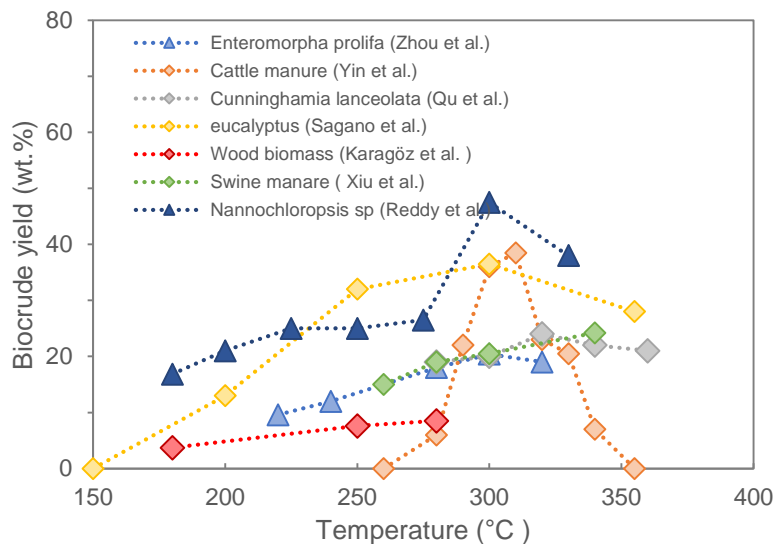 80
60
40
20
0
150
200
250
300
350
400
Biocrude yield (wt.%)
Temperature (°C )
Enteromorpha prolifa (Zhou et al.)
Cattle manure (Yin et al.)
Cunninghamia lanceolata (Qu et al.)
eucalyptus (Sagano et al.)
Wood biomass (Karagöz et al. )
Swine manare ( Xiu et al.)
Nannochloropsis sp (Reddy et al.)